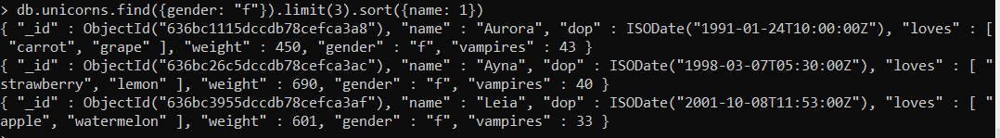 > db.unicorns.find({gender: "f"}).limit(3).sort({name: 1})
{ "_id" : ObjectId("636bc1115dccdb78cefca3a8"), "name" : "Aurora", "dop" : ISODate("1991-01-24T10:00:00Z"), "loves" : [
 "carrot", "grape" ], "weight" : 450, "gender" : "f", "vampires" : 43 }
{ "_id" : ObjectId("636bc26c5dccdb78cefca3ac"), "name" : "Ayna", "dop" : ISODate("1998-03-07T05:30:00Z"), "loves" : [ "
strawberry", "lemon" ], "weight" : 690, "gender" : "f", "vampires" : 40 }
{ "_id" : ObjectId("636bc3955dccdb78cefca3af"), "name" : "Leia", "dop" : ISODate("2001-10-08T11:53:00Z"), "loves" : [ "
apple", "watermelon" ], "weight" : 601, "gender" : "f", "vampires" : 33 }